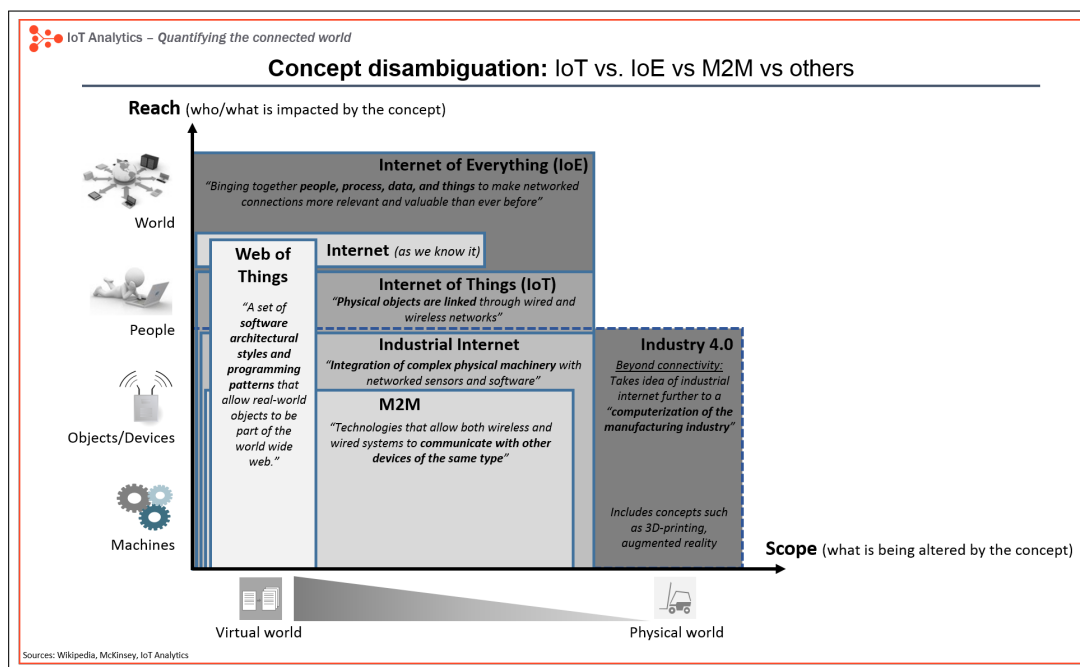 IoT Analytics – Quantifying the connected world
Concept disambiguation: IoT vs. IoE vs M2M vs others
Reach (who/what is impacted by the concept)
World
People
Objects/Devices
Machines
Internet of Everything (IoE)
“Binging together people, process, data, and things to make networked
connections more relevant and valuable than ever before”
Internet (as we know it)
Web of
Things
“A set of
software
architectural
styles and
programming
patterns that
allow real-world
objects to be
part of the
world wide
web.”
Internet of Things (IoT)
“Physical objects are linked through wired and
wireless networks”
Industrial Internet
“Integration of complex physical machinery with
networked sensors and software”
M2M
“Technologies that allow both wireless and
wired systems to communicate with other
devices of the same type”
Industry 4.0
Beyond connectivity:
Takes idea of industrial
internet further to a
“computerization of the
manufacturing industry”
Includes concepts such
as 3D-printing,
augmented reality
Scope (what is being altered by the concept)
Virtual world
Physical world
Sources: Wikipedia, McKinsey, IoT Analytics